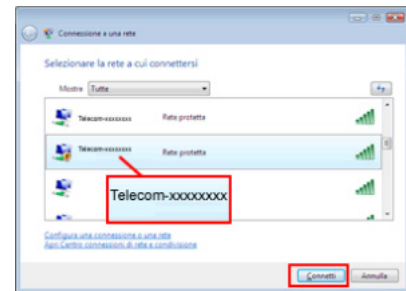 Connessione a una rete
Selezionare la rete a cui connettersi
Mostra Tutte
Telecom-xxxxxxxx Rete protetta
Telecom-xxxxxxxx Rete protetta
Telecom-xxxxxxxx
Configura una connessione o una rete
Apri Centro connessioni di rete e condivisione
Connetti Annulla